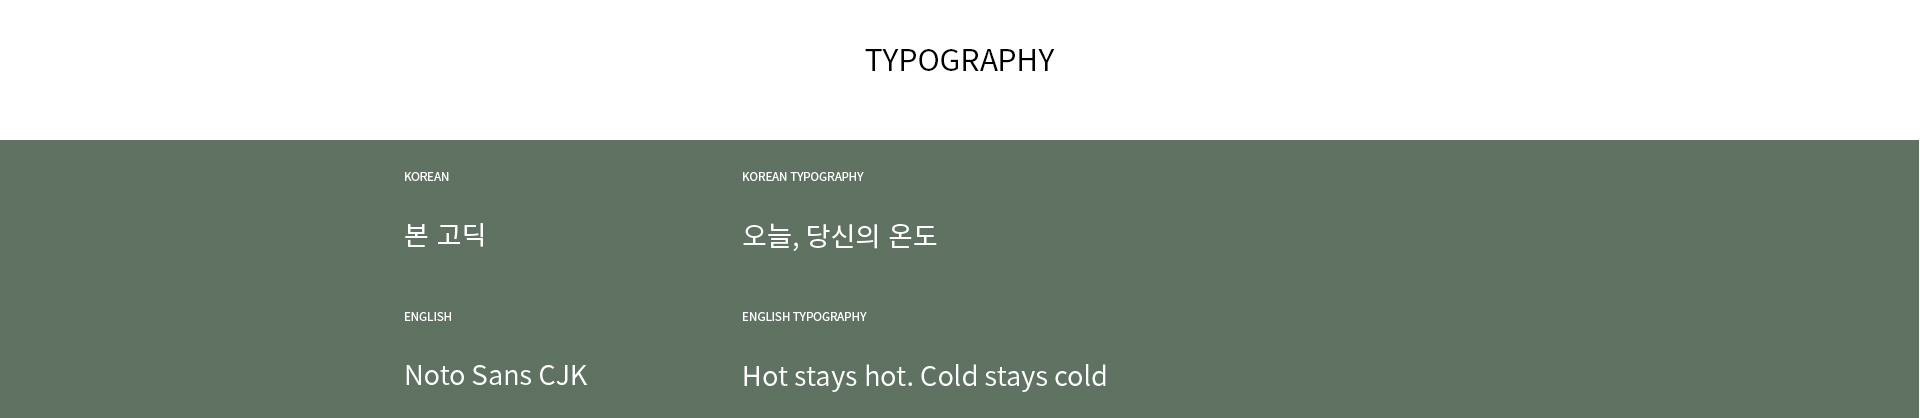 TYPOGRAPHY
KOREAN
KOREAN TYPOGRAPHY
본 고딕
오늘, 당신의 온도
ENGLISH
ENGLISH TYPOGRAPHY
Noto Sans CJK
Hot stays hot. Cold stays cold